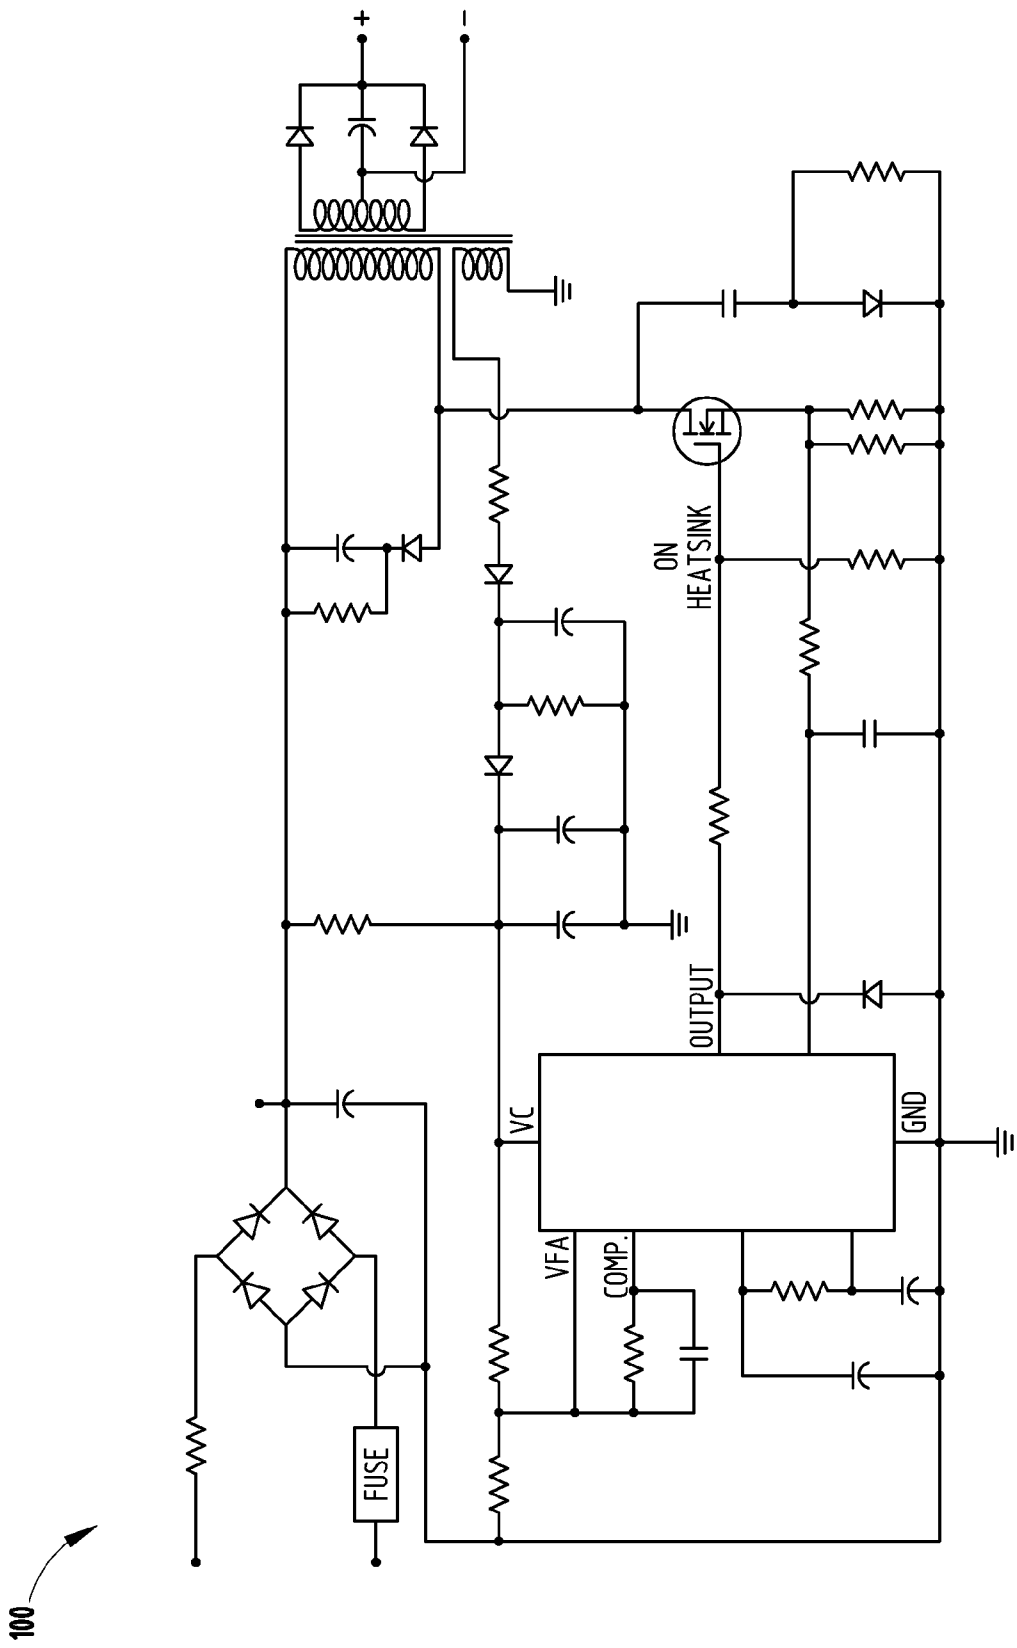 +
−
ON
HEATSINK
OUTPUT
VC
GND
VFA
COMP.
FUSE
100